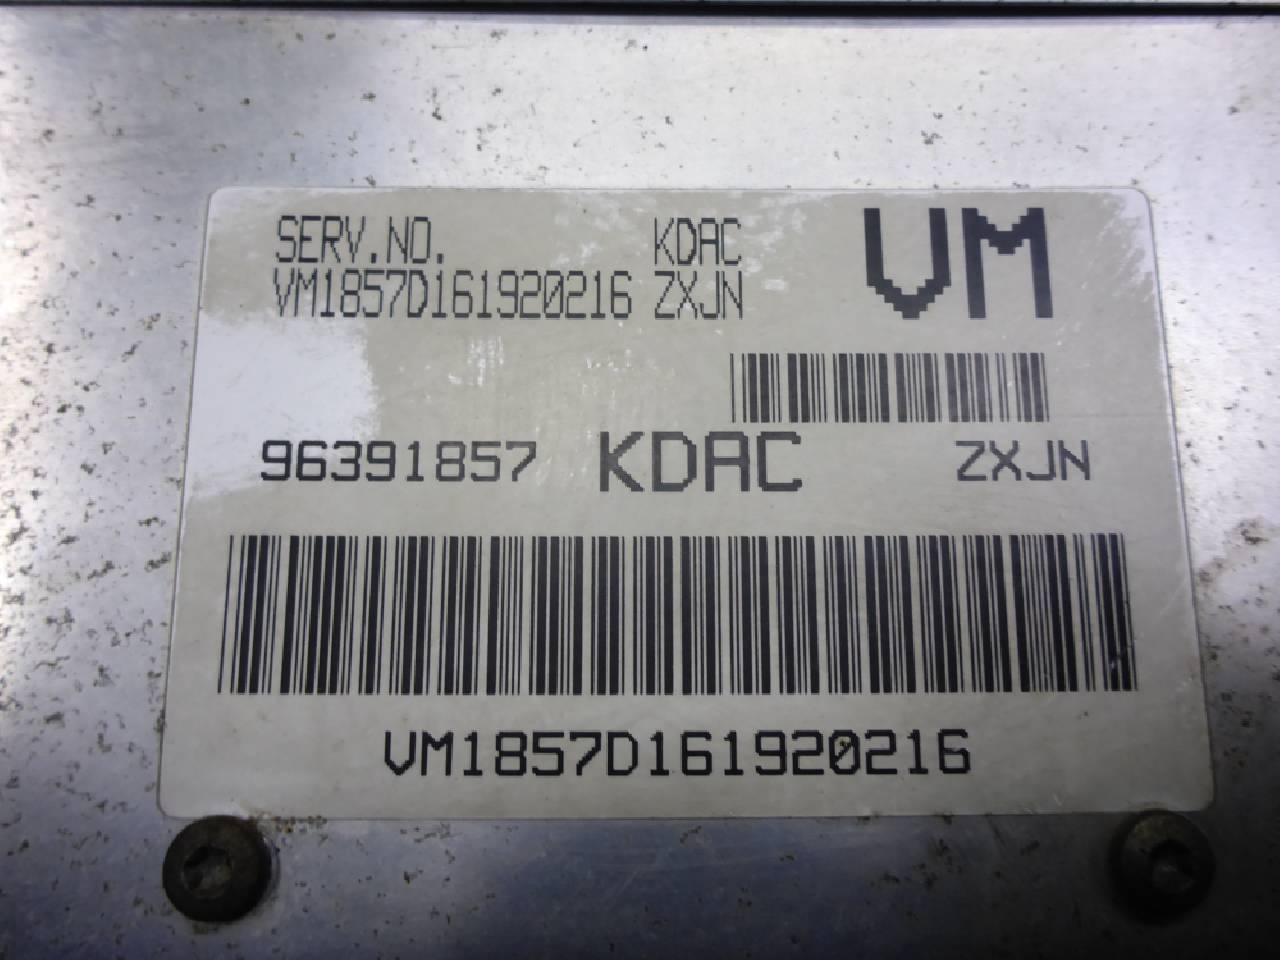 SERV.NO. KDAC VM
VM1857D161920216 ZXJN
96391857 KDAC ZXJN
VM1857D161920216